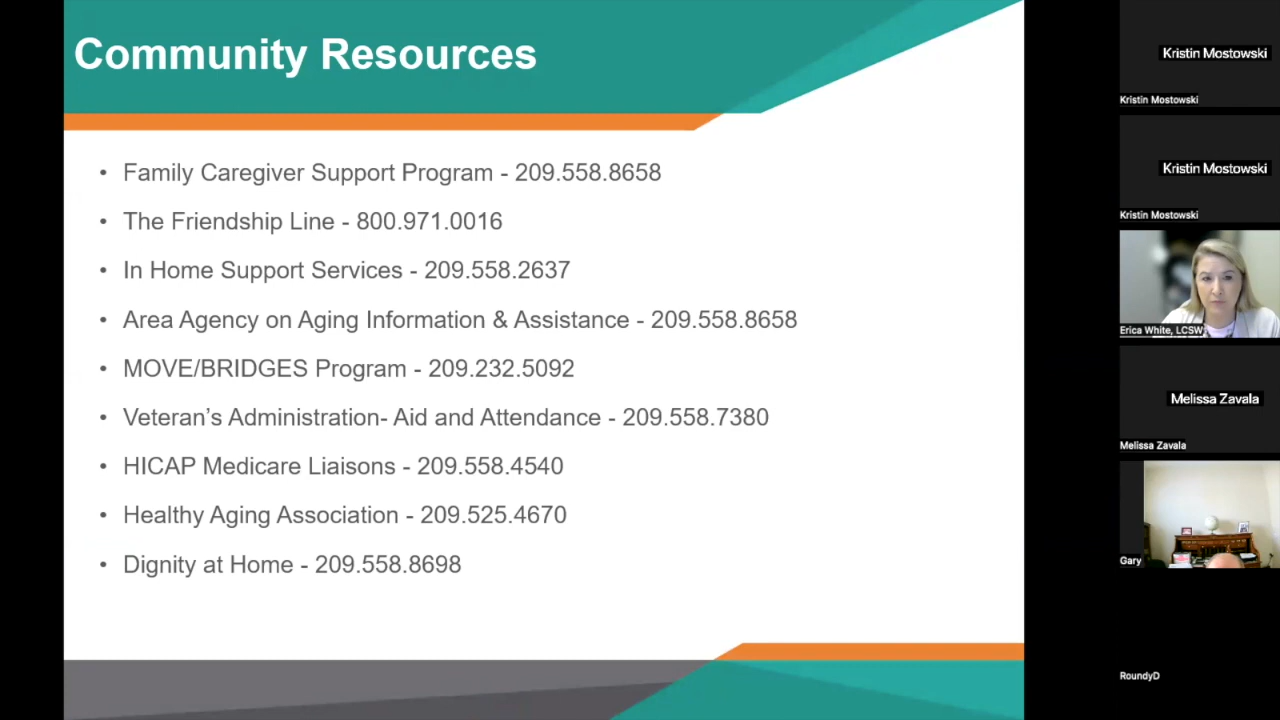 Community Resources
• Family Caregiver Support Program - 209.558.8658
• The Friendship Line - 800.971.0016
• In Home Support Services - 209.558.2637
• Area Agency on Aging Information & Assistance - 209.558.8658
• MOVE/BRIDGES Program - 209.232.5092
• Veteran’s Administration- Aid and Attendance - 209.558.7380
• HICAP Medicare Liaisons - 209.558.4540
• Healthy Aging Association - 209.525.4670
• Dignity at Home - 209.558.8698
Kristin Mostowski
Kristin Mostowski
Kristin Mostowski
Kristin Mostowski
Erica White, LCSW
Melissa Zavala
Melissa Zavala
Gary
RoundyD